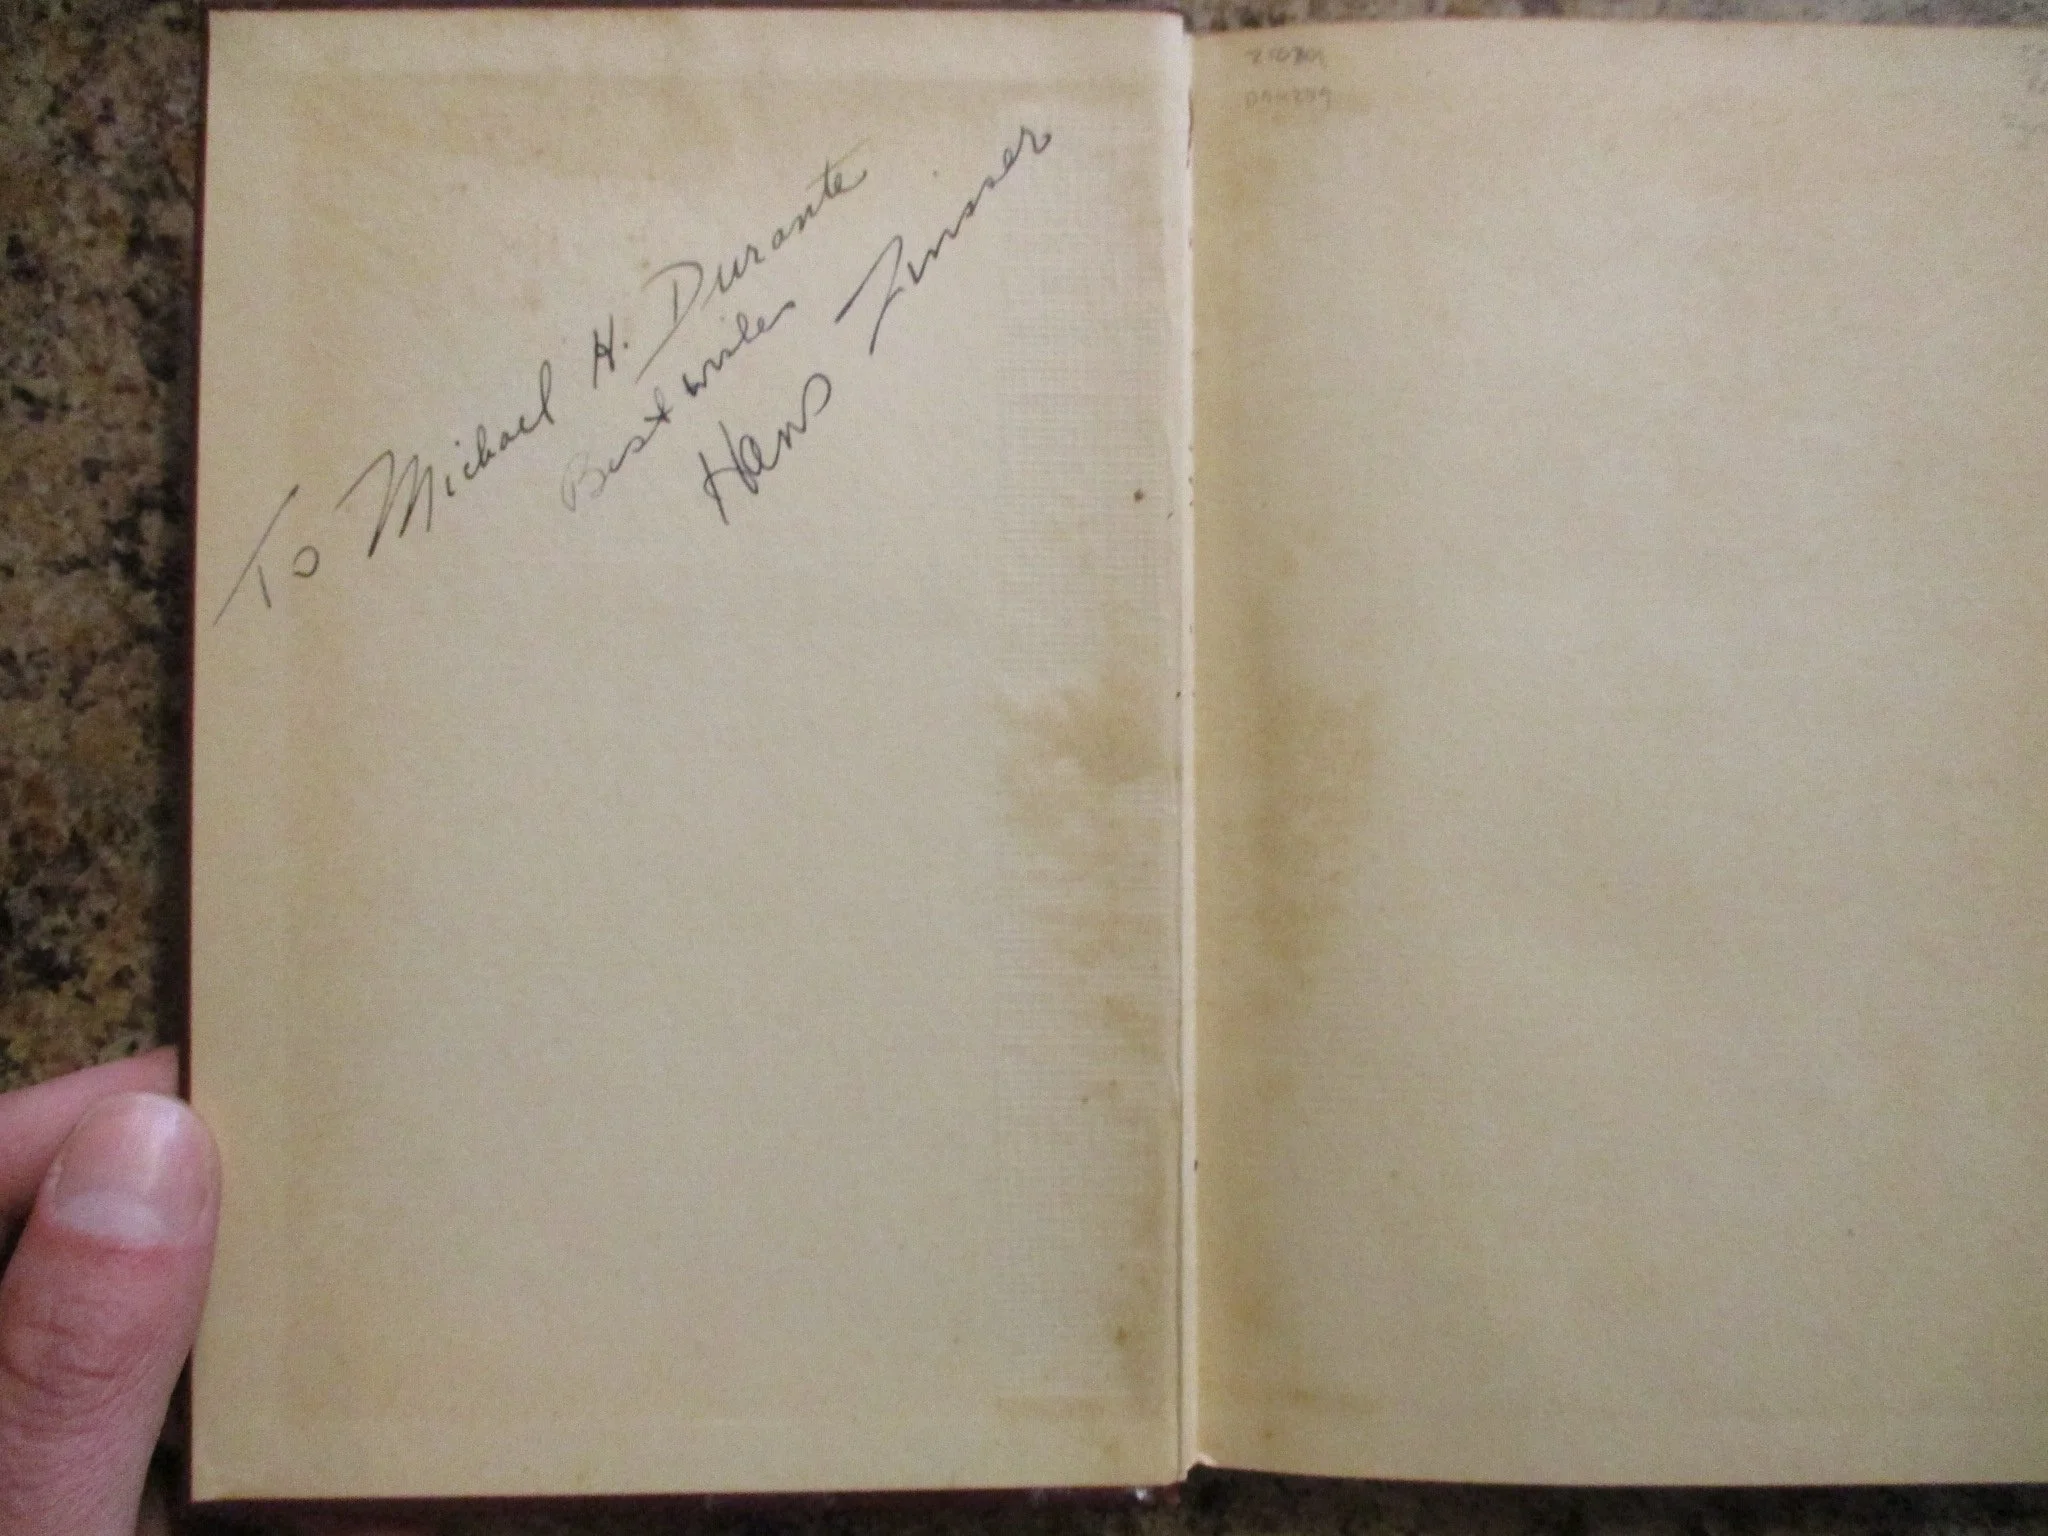 To Michael H. Durante
Best wishes
Hans Zinsser